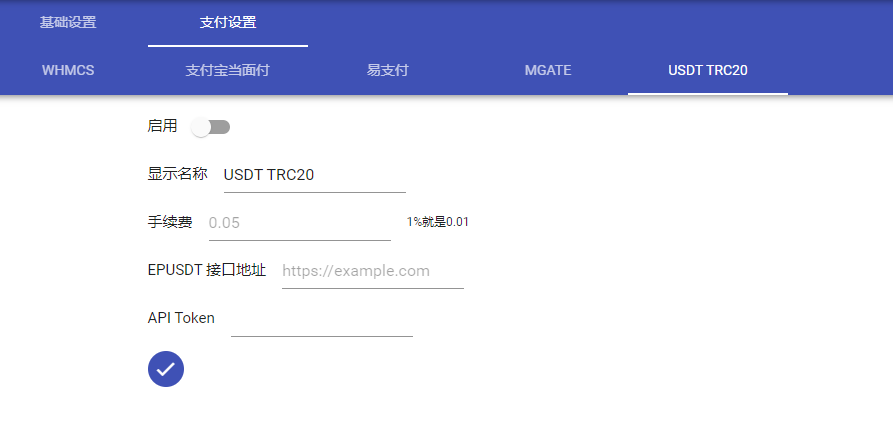 基础设置 支付设置
WHMCS 支付宝当面付 易支付 MGATE USDT TRC20
启用
显示名称 USDT TRC20
手续费 0.05 1%就是0.01
EPUSDT 接口地址 https://example.com
API Token